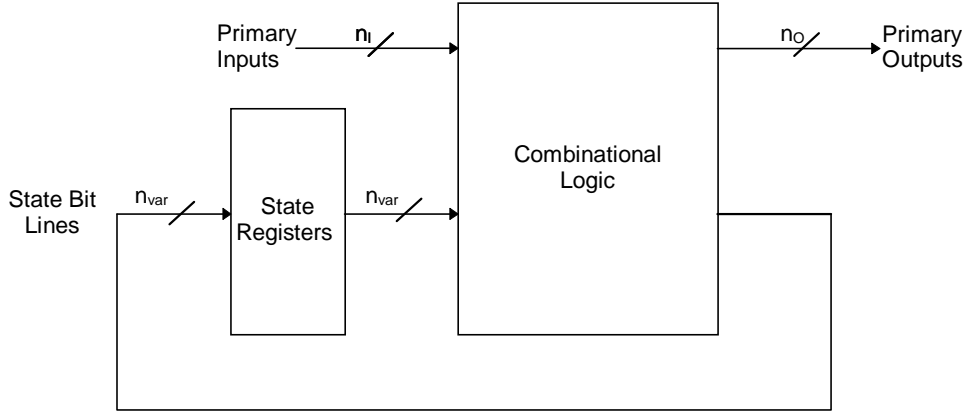 Primary
Inputs
nI
nO
Primary
Outputs
Combinational
Logic
State Bit
Lines
nvar
State
Registers
nvar